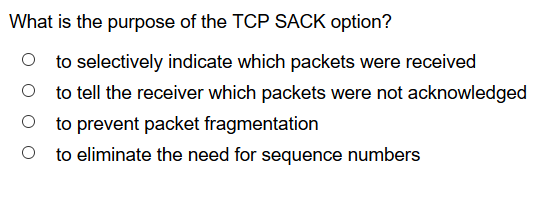 What is the purpose of the TCP SACK option?
to selectively indicate which packets were received
to tell the receiver which packets were not acknowledged
to prevent packet fragmentation
to eliminate the need for sequence numbers